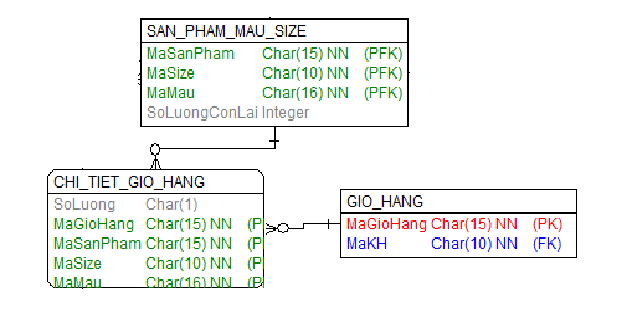 SAN_PHAM_MAU_SIZE
MaSanPham Char(15) NN (PFK)
MaSize Char(10) NN (PFK)
MaMau Char(16) NN (PFK)
SoLuongConLai Integer
CHI_TIET_GIO_HANG
SoLuong Char(1)
MaGioHang Char(15) NN (P
MaSanPham Char(15) NN (P
MaSize Char(10) NN (P
MaMau Char(16) NN (P
GIO_HANG
MaGioHang Char(15) NN (PK)
MaKH Char(10) NN (FK)